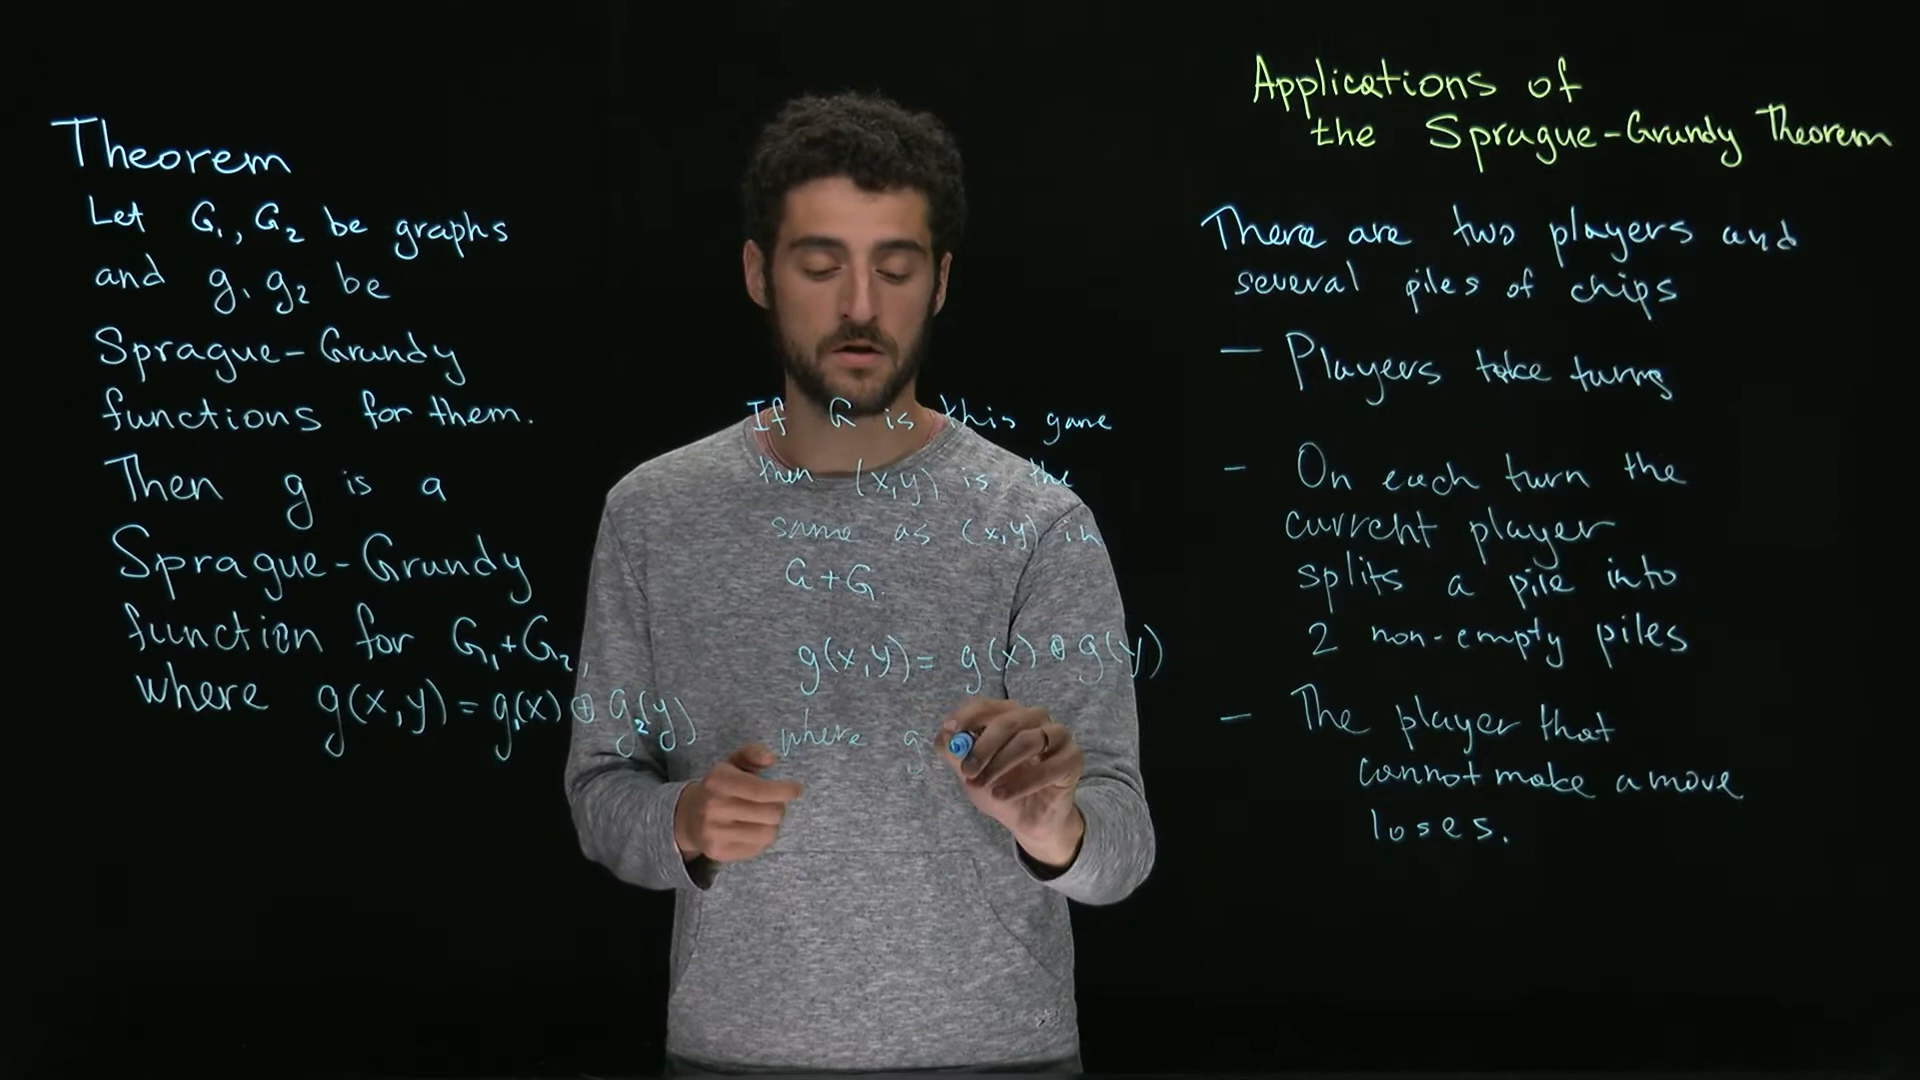 Theorem
Let G₁, G₂ be graphs
and g₁ g₂ be
Sprague-Grundy
functions for them.
Then g is a
Sprague-Grundy
function for G₁+G₂,
where g(x,y) = g₁(x) ⊕ g₂(y)
If G is this game
then (x,y) is the
same as (x,y) in
G+G.
g(x,y) = g(x) ⊕ g(y)
where g
Applications of
the Sprague-Grundy Theorem
There are two players and
several piles of chips
— Players take turns
- On each turn the
current player
splits a pile into
2 non-empty piles
— The player that
cannot make a move
loses.